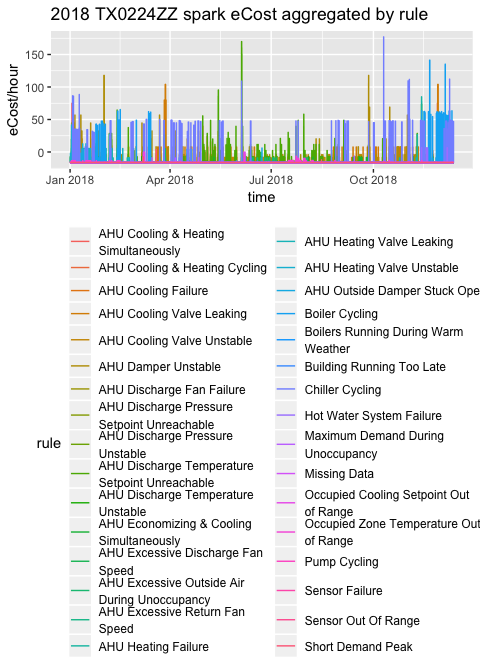 2018 TX0224ZZ spark eCost aggregated by rule
eCost/hour
150
100
50
0
Jan 2018
Apr 2018
Jul 2018
Oct 2018
time
rule
AHU Cooling & Heating
Simultaneously
AHU Cooling & Heating Cycling
AHU Cooling Failure
AHU Cooling Valve Leaking
AHU Cooling Valve Unstable
AHU Damper Unstable
AHU Discharge Fan Failure
AHU Discharge Pressure
Setpoint Unreachable
AHU Discharge Pressure
Unstable
AHU Discharge Temperature
Setpoint Unreachable
AHU Discharge Temperature
Unstable
AHU Economizing & Cooling
Simultaneously
AHU Excessive Discharge Fan
Speed
AHU Excessive Outside Air
During Unoccupancy
AHU Excessive Return Fan
Speed
AHU Heating Failure
AHU Heating Valve Leaking
AHU Heating Valve Unstable
AHU Outside Damper Stuck Ope
Boiler Cycling
Boilers Running During Warm
Weather
Building Running Too Late
Chiller Cycling
Hot Water System Failure
Maximum Demand During
Unoccupancy
Missing Data
Occupied Cooling Setpoint Out
of Range
Occupied Zone Temperature Out
of Range
Pump Cycling
Sensor Failure
Sensor Out Of Range
Short Demand Peak